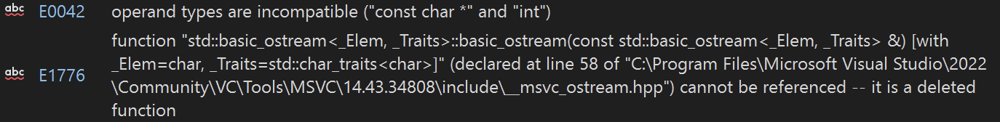 abc E0042 operand types are incompatible ("const char *" and "int")
function "std::basic_ostream<_Elem, _Traits>::basic_ostream(const std::basic_ostream<_Elem, _Traits> &) [with
_Elem=char, _Traits=std::char_traits<char>]" (declared at line 58 of "C:\Program Files\Microsoft Visual Studio\2022
abc E1776 \Community\VC\Tools\MSVC\14.43.34808\include\__msvc_ostream.hpp") cannot be referenced -- it is a deleted
function